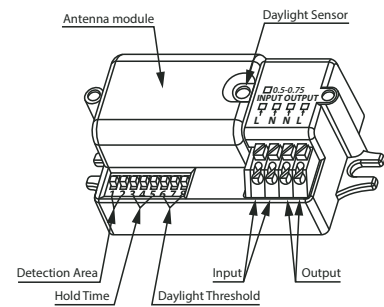 Antenna module
Daylight Sensor
0.5-0.75
INPUT OUTPUT
L N N L
1 2 3 4 5 6 7 8
Detection Area
Input
Output
Hold Time
Daylight Threshold